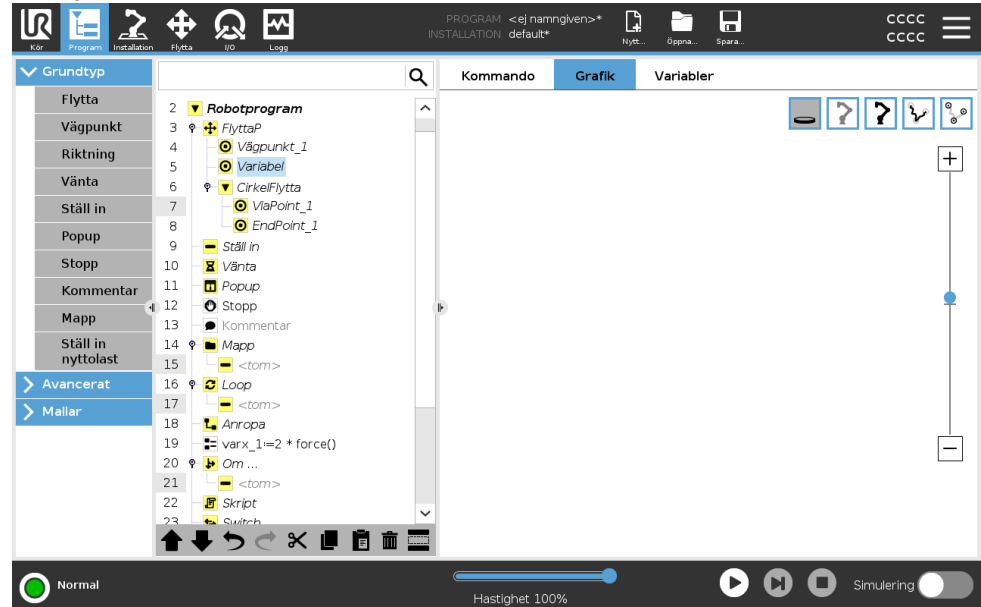 UR
PROGRAM <ej namngiven>*
INSTALLATION default*
Kör Program Installation Flytta I/O Logg Nytt... Öppna... Spara...
cccc
cccc
Grundtyp
Flytta
Vägpunkt
Riktning
Vänta
Ställ in
Popup
Stopp
Kommentar
Mapp
Ställ in
nyttolast
Avancerat
Mallar
2 Robotprogram
3 FlyttaP
4 Vägpunkt_1
5 Variabel
6 CirkelFlytta
7 ViaPoint_1
8 EndPoint_1
9 Ställ in
10 Vänta
11 Popup
12 Stopp
13 Kommentar
14 Mapp
15 <tom>
16 Loop
17 <tom>
18 Anropa
19 varx_1:=2 * force()
20 Om ...
21 <tom>
22 Skript
23 Switch
Kommando Grafik Variabler
Normal
Hastighet 100%
Simulering